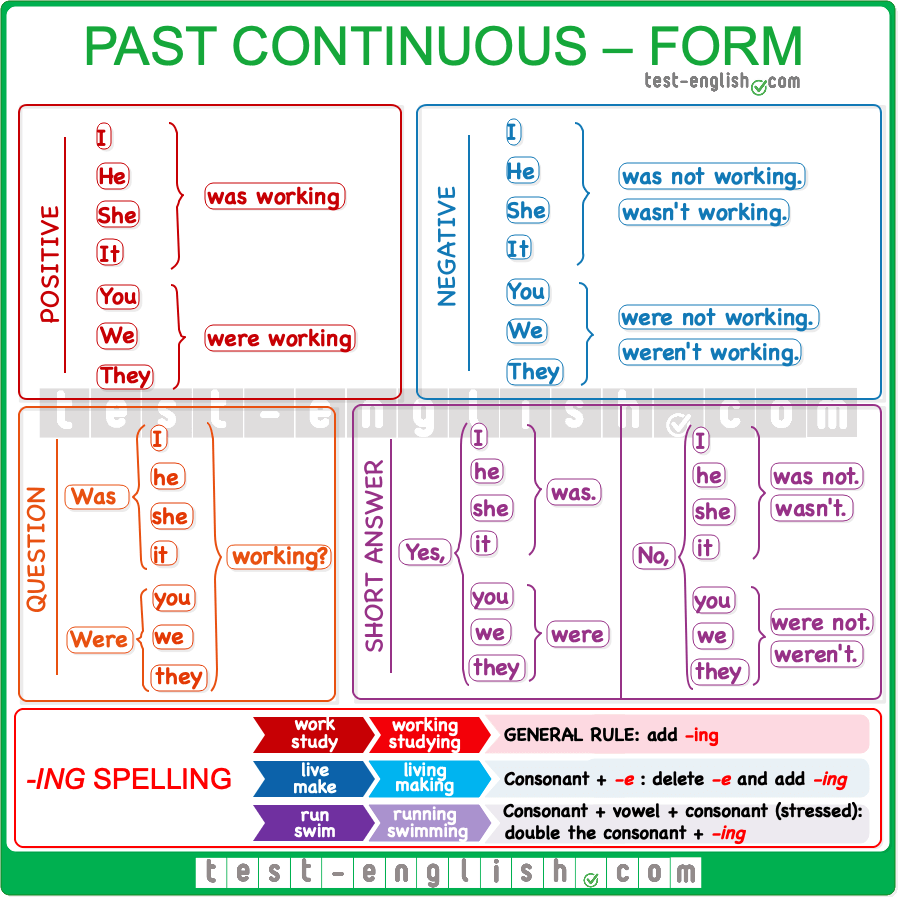 PAST CONTINUOUS – FORM
test-english.com
POSITIVE
I
He
She
It
was working
You
We
They
were working
NEGATIVE
I
He
She
It
was not working.
wasn't working.
You
We
They
were not working.
weren't working.
test-english.com
QUESTION
Was
I
he
she
it
Were
you
we
they
working?
SHORT ANSWER
Yes,
I
he
she
it
was.
you
we
they
were
No,
I
he
she
it
was not.
wasn't.
you
we
they
were not.
weren't.
-ING SPELLING
work
study
working
studying
GENERAL RULE: add -ing
live
make
living
making
Consonant + -e : delete -e and add -ing
run
swim
running
swimming
Consonant + vowel + consonant (stressed):
double the consonant + -ing
test-english.com